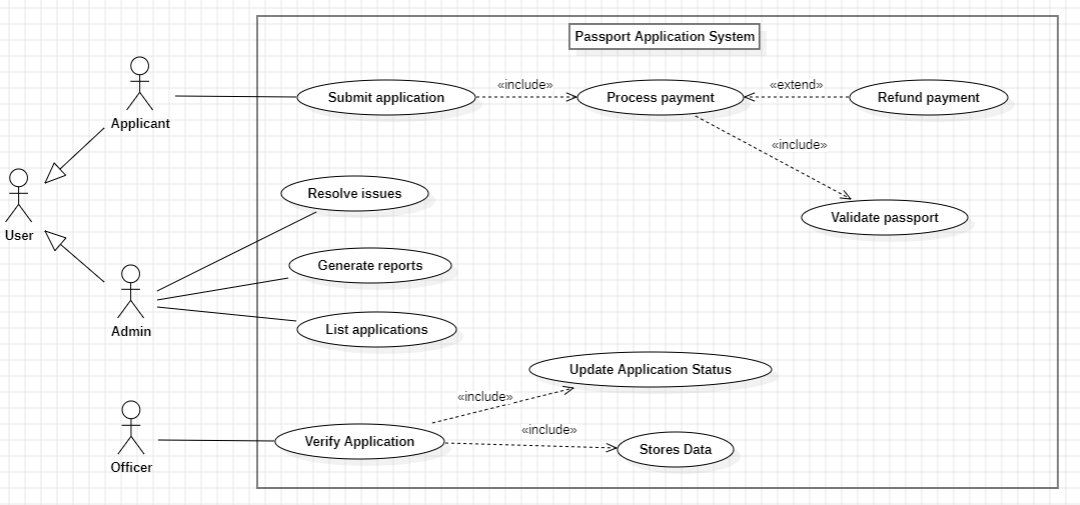 Passport Application System
Applicant
Submit application
«include»
Process payment
«extend»
Refund payment
«include»
Validate passport
User
Resolve issues
Generate reports
Admin
List applications
Update Application Status
«include»
Officer
Verify Application
«include»
Stores Data